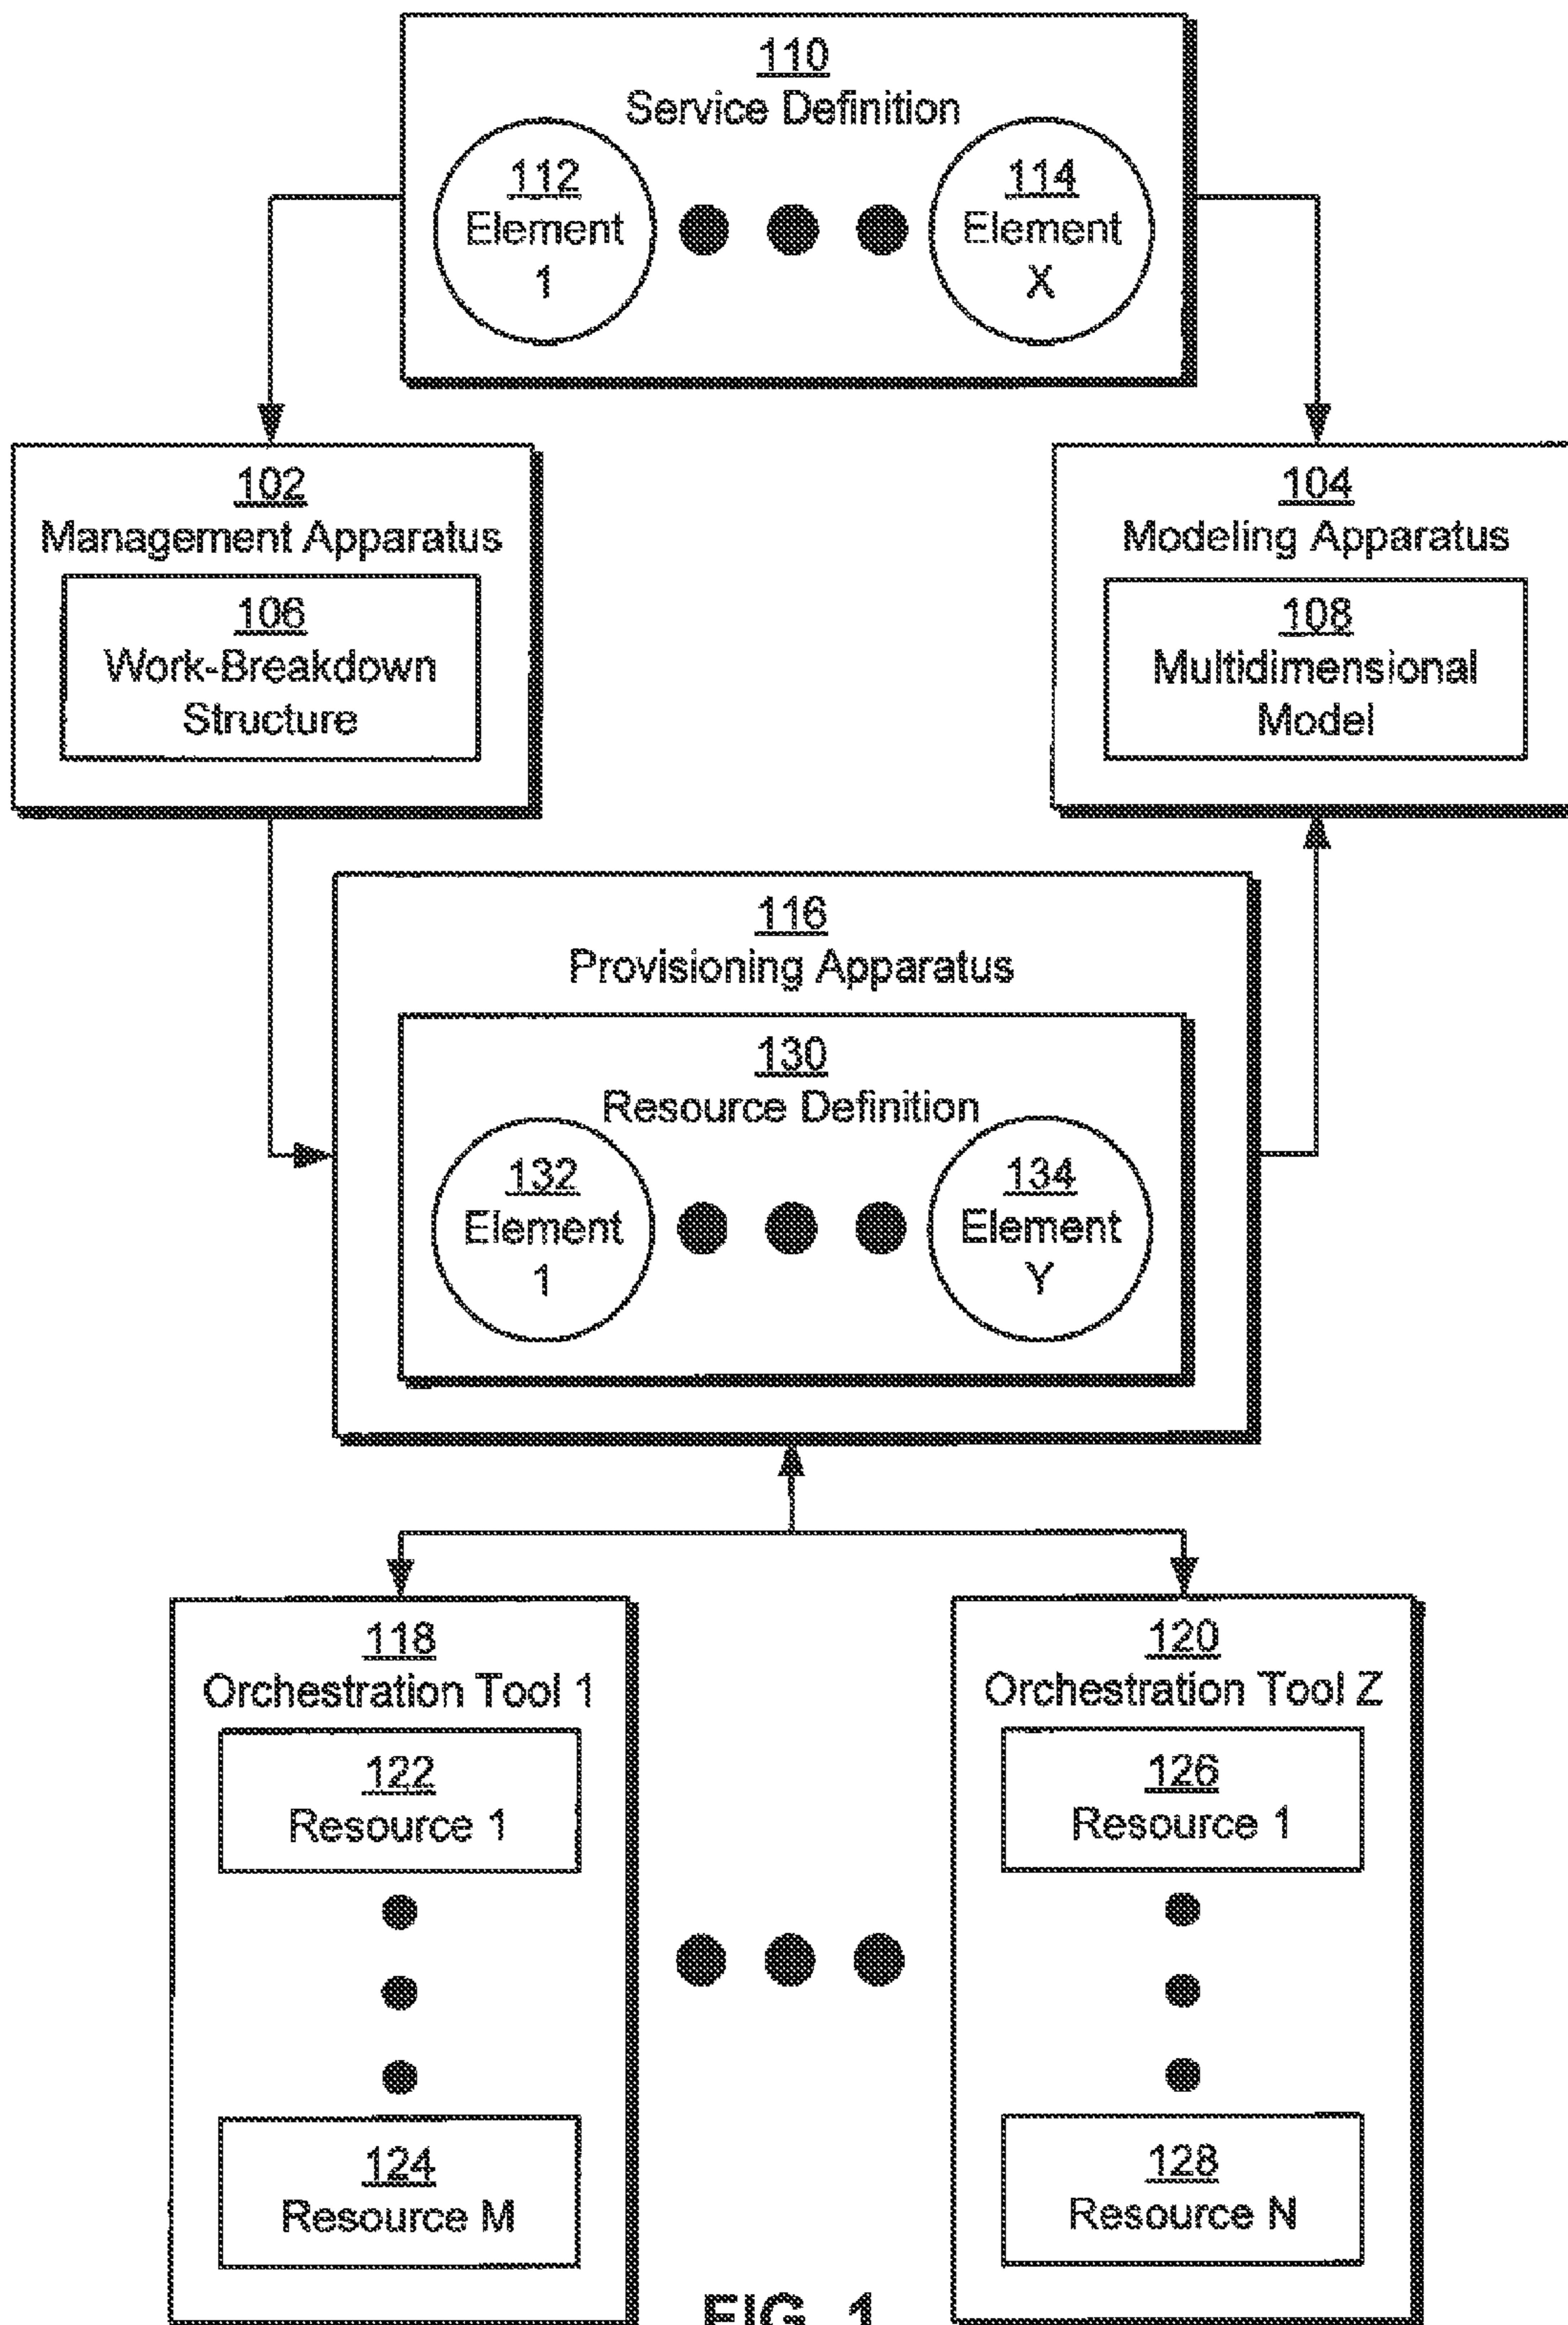 110
Service Definition
112
Element
1
114
Element
X
102
Management Apparatus
106
Work-Breakdown
Structure
104
Modeling Apparatus
108
Multidimensional
Model
116
Provisioning Apparatus
130
Resource Definition
132
Element
1
134
Element
Y
118
Orchestration Tool 1
122
Resource 1
124
Resource M
120
Orchestration Tool Z
126
Resource 1
128
Resource N
FIG. 1